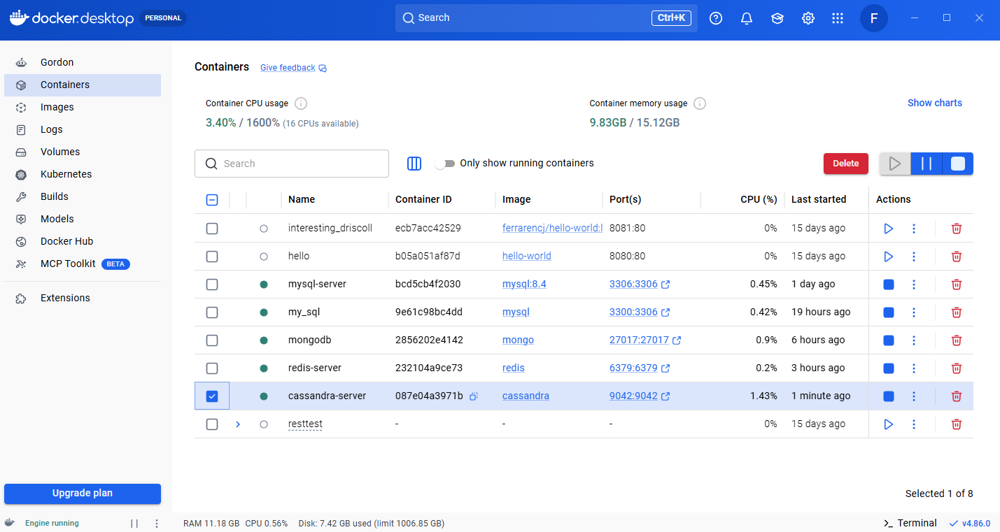 docker.desktop PERSONAL
Search Ctrl+K
F
Gordon
Containers
Images
Logs
Volumes
Kubernetes
Builds
Models
Docker Hub
MCP Toolkit BETA
Extensions
Upgrade plan
Containers Give feedback
Container CPU usage
3.40% / 1600% (16 CPUs available)
Container memory usage
9.83GB / 15.12GB
Show charts
Search
Only show running containers
Delete
Name Container ID Image Port(s) CPU (%) Last started Actions
interesting_driscoll ecb7acc42529 ferrarencj/hello-world:l 8081:80 0% 15 days ago
hello b05a051af87d hello-world 8080:80 0% 15 days ago
mysql-server bcd5cb4f2030 mysql:8.4 3306:3306 0.45% 1 day ago
my_sql 9e61c98bc4dd mysql 3300:3306 0.42% 19 hours ago
mongodb 2856202e4142 mongo 27017:27017 0.9% 6 hours ago
redis-server 232104a9ce73 redis 6379:6379 0.2% 3 hours ago
cassandra-server 087e04a3971b cassandra 9042:9042 1.43% 1 minute ago
resttest - - - 0% 15 days ago
Selected 1 of 8
Engine running RAM 11.18 GB CPU 0.56% Disk: 7.42 GB used (limit 1006.85 GB) >_ Terminal v4.86.0